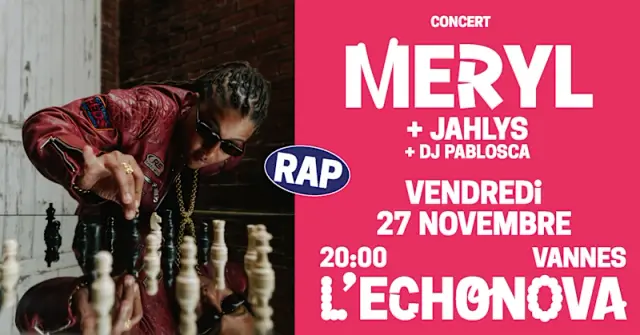 CONCERT
MERYL
+ JAHLYS
+ DJ PABLOSCA
RAP
VENDREDi
27 NOVEMBRE
20:00 VANNES
L'ECHONOVA